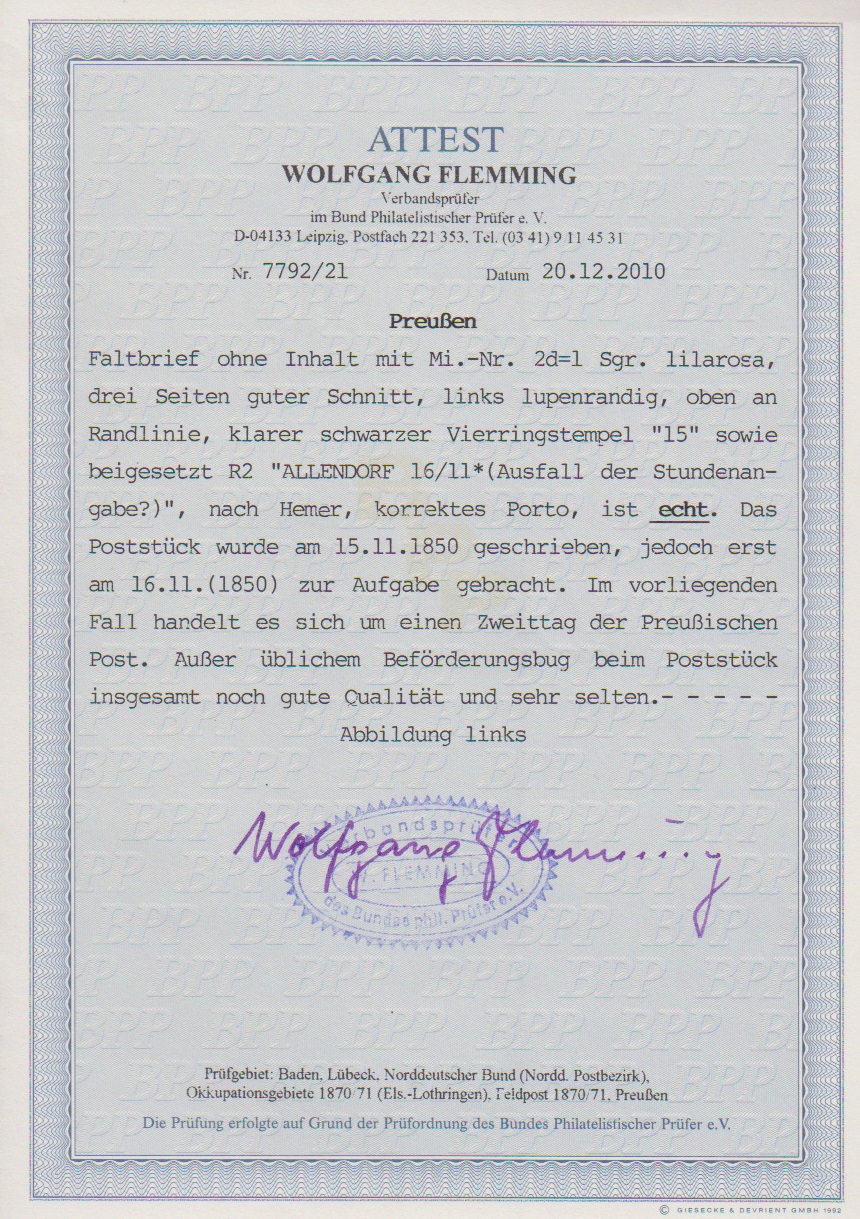 ATTEST
WOLFGANG FLEMMING
Verbandsprüfer
im Bund Philatelistischer Prüfer e. V.
D-04133 Leipzig, Postfach 221 353, Tel. (03 41) 9 11 45 31
Nr. 7792/21 Datum 20.12.2010
Preußen
Faltbrief ohne Inhalt mit Mi.-Nr. 2d=1 Sgr. lilarosa,
drei Seiten guter Schnitt, links lupenrandig, oben an
Randlinie, klarer schwarzer Vierringstempel "15" sowie
beigesetzt R2 "ALLENDORF 16/11*(Ausfall der Stundenan-
gabe?)", nach Hemer, korrektes Porto, ist echt. Das
Poststück wurde am 15.11.1850 geschrieben, jedoch erst
am 16.11.(1850) zur Aufgabe gebracht. Im vorliegenden
Fall handelt es sich um einen Zweittag der Preußischen
Post. Außer üblichem Beförderungsbug beim Poststück
insgesamt noch gute Qualität und sehr selten.- - - - -
Abbildung links
Wolfgang Flemming
Verbandsprüfer
W. FLEMMING
des Bundes phil. Prüfer e.V.
Prüfgebiet: Baden, Lübeck, Norddeutscher Bund (Nordd. Postbezirk),
Okkupationsgebiete 1870/71 (Els.-Lothringen), Feldpost 1870/71, Preußen
Die Prüfung erfolgte auf Grund der Prüfordnung des Bundes Philatelistischer Prüfer e.V.
© GIESECKE & DEVRIENT GMBH 1992